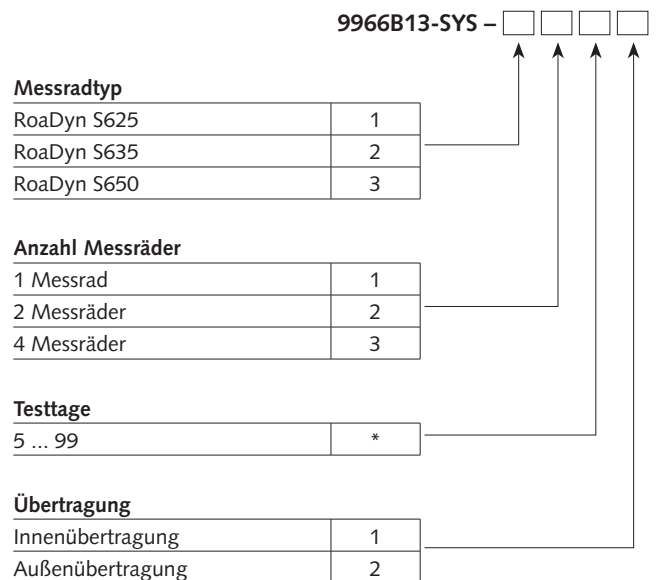 9966B13-SYS –
Messradtyp
RoaDyn S625 1
RoaDyn S635 2
RoaDyn S650 3
Anzahl Messräder
1 Messrad 1
2 Messräder 2
4 Messräder 3
Testtage
5 ... 99 *
Übertragung
Innenübertragung 1
Außenübertragung 2